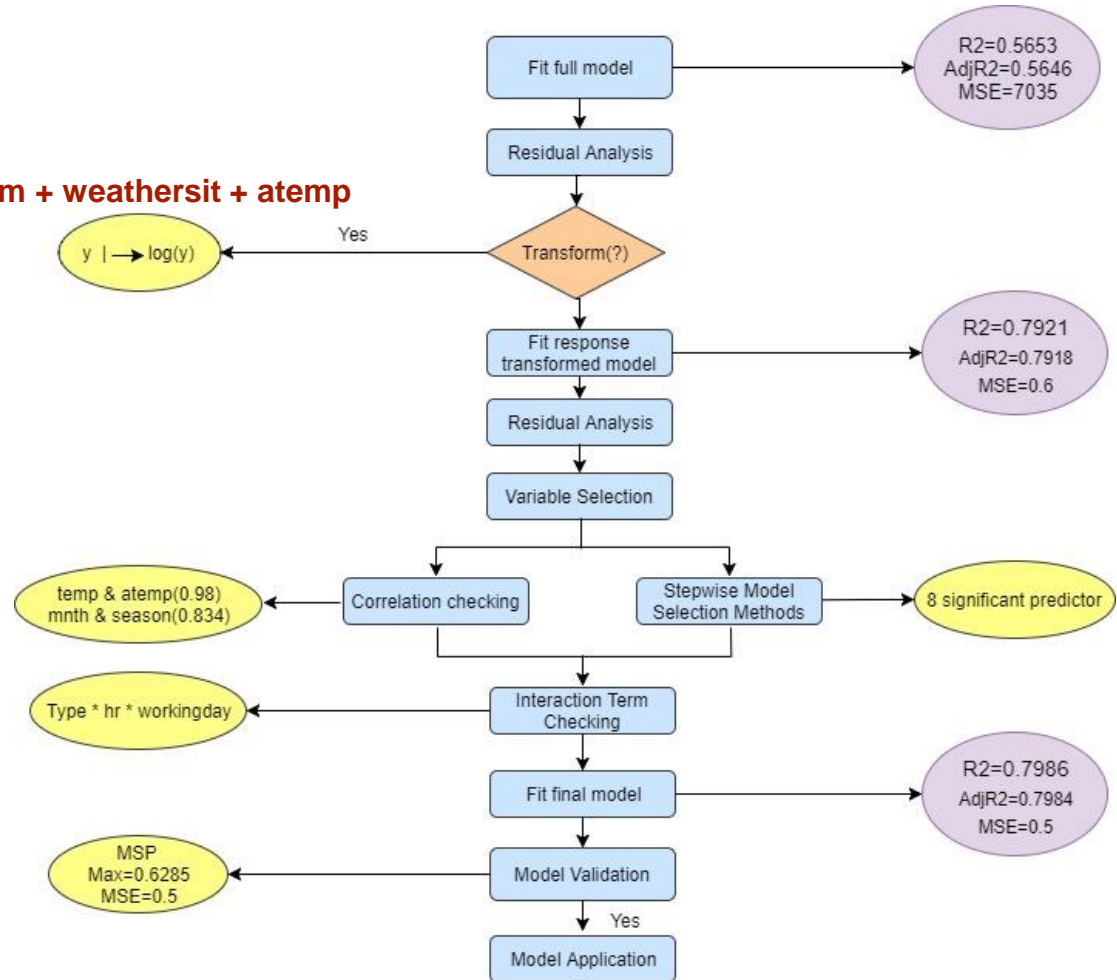 Fit full model
R2=0.5653
AdjR2=0.5646
MSE=7035
Residual Analysis
m + weathersit + atemp
Yes
y | → log(y)
Transform(?)
Fit response
transformed model
R2=0.7921
AdjR2=0.7918
MSE=0.6
Residual Analysis
Variable Selection
temp & atemp(0.98)
mnth & season(0.834)
Correlation checking
Stepwise Model
Selection Methods
8 significant predictor
Type * hr * workingday
Interaction Term
Checking
Fit final model
R2=0.7986
AdjR2=0.7984
MSE=0.5
MSP
Max=0.6285
MSE=0.5
Model Validation
Yes
Model Application